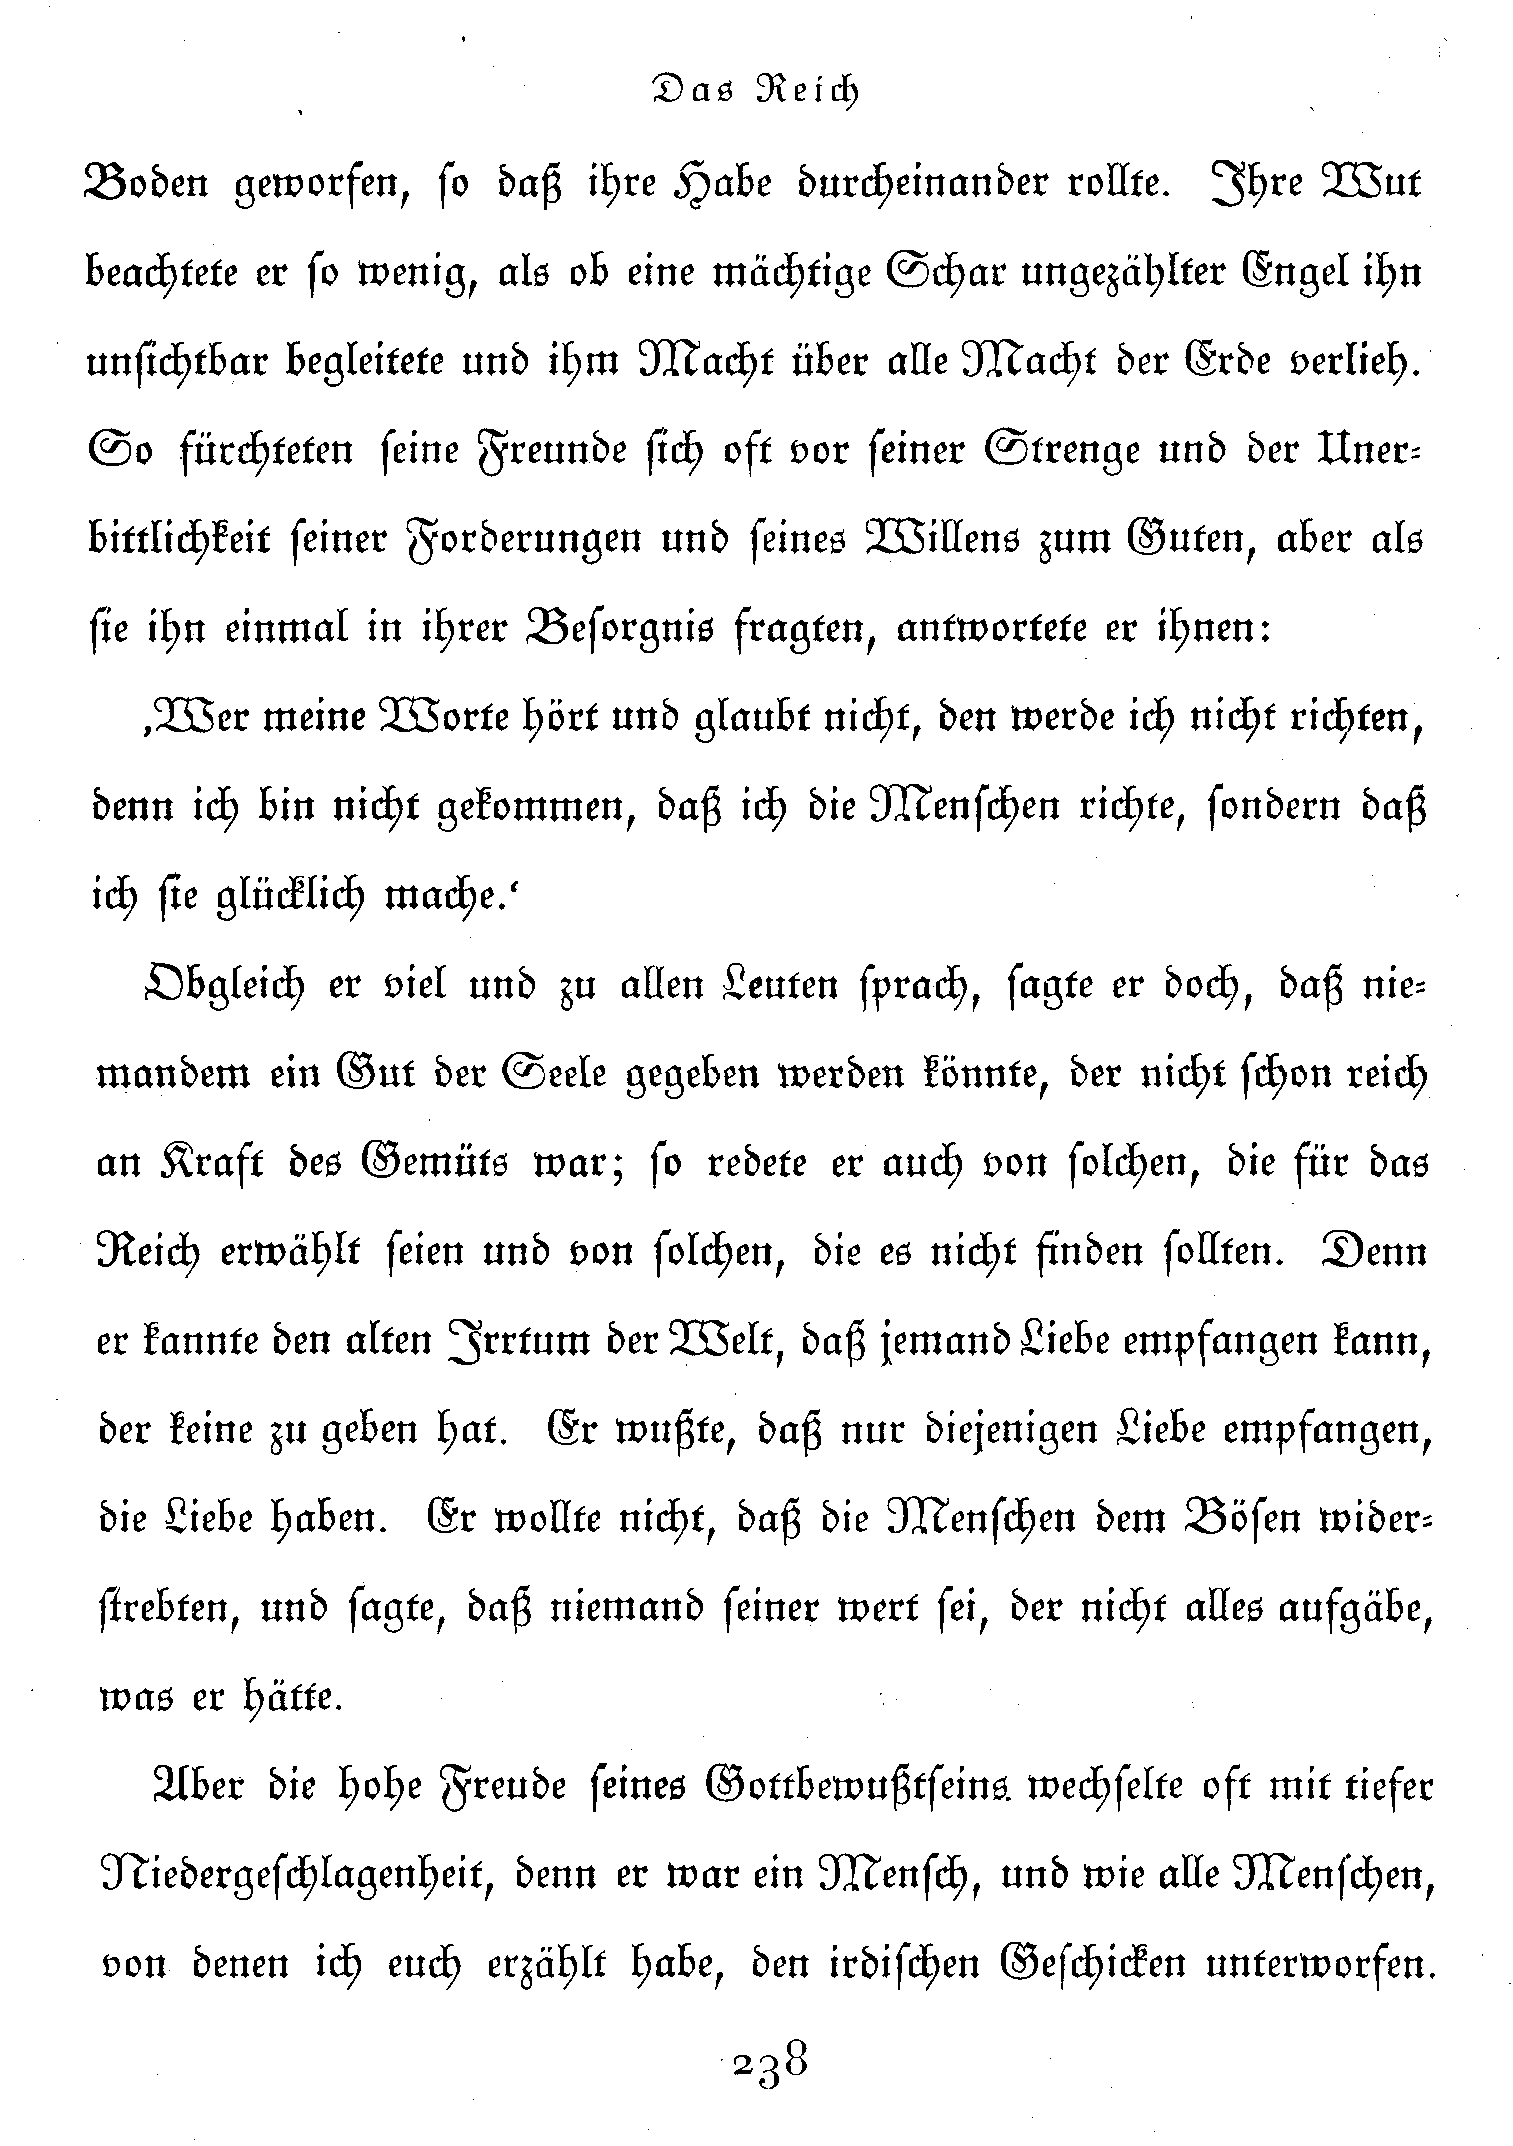 Das Reich
Boden geworfen, so daß ihre Habe durcheinander rollte. Ihre Wut
beachtete er so wenig, als ob eine mächtige Schar ungezählter Engel ihn
unsichtbar begleitete und ihm Macht über alle Macht der Erde verlieh.
So fürchteten seine Freunde sich oft vor seiner Strenge und der Uner-
bittlichkeit seiner Forderungen und seines Willens zum Guten, aber als
sie ihn einmal in ihrer Besorgnis fragten, antwortete er ihnen:
‚Wer meine Worte hört und glaubt nicht, den werde ich nicht richten,
denn ich bin nicht gekommen, daß ich die Menschen richte, sondern daß
ich sie glücklich mache.‘
Obgleich er viel und zu allen Leuten sprach, sagte er doch, daß nie-
mandem ein Gut der Seele gegeben werden könnte, der nicht schon reich
an Kraft des Gemüts war; so redete er auch von solchen, die für das
Reich erwählt seien und von solchen, die es nicht finden sollten. Denn
er kannte den alten Irrtum der Welt, daß jemand Liebe empfangen kann,
der keine zu geben hat. Er wußte, daß nur diejenigen Liebe empfangen,
die Liebe haben. Er wollte nicht, daß die Menschen dem Bösen wider-
strebten, und sagte, daß niemand seiner wert sei, der nicht alles aufgäbe,
was er hätte.
Aber die hohe Freude seines Gottbewußtseins wechselte oft mit tiefer
Niedergeschlagenheit, denn er war ein Mensch, und wie alle Menschen,
von denen ich euch erzählt habe, den irdischen Geschicken unterworfen.
238